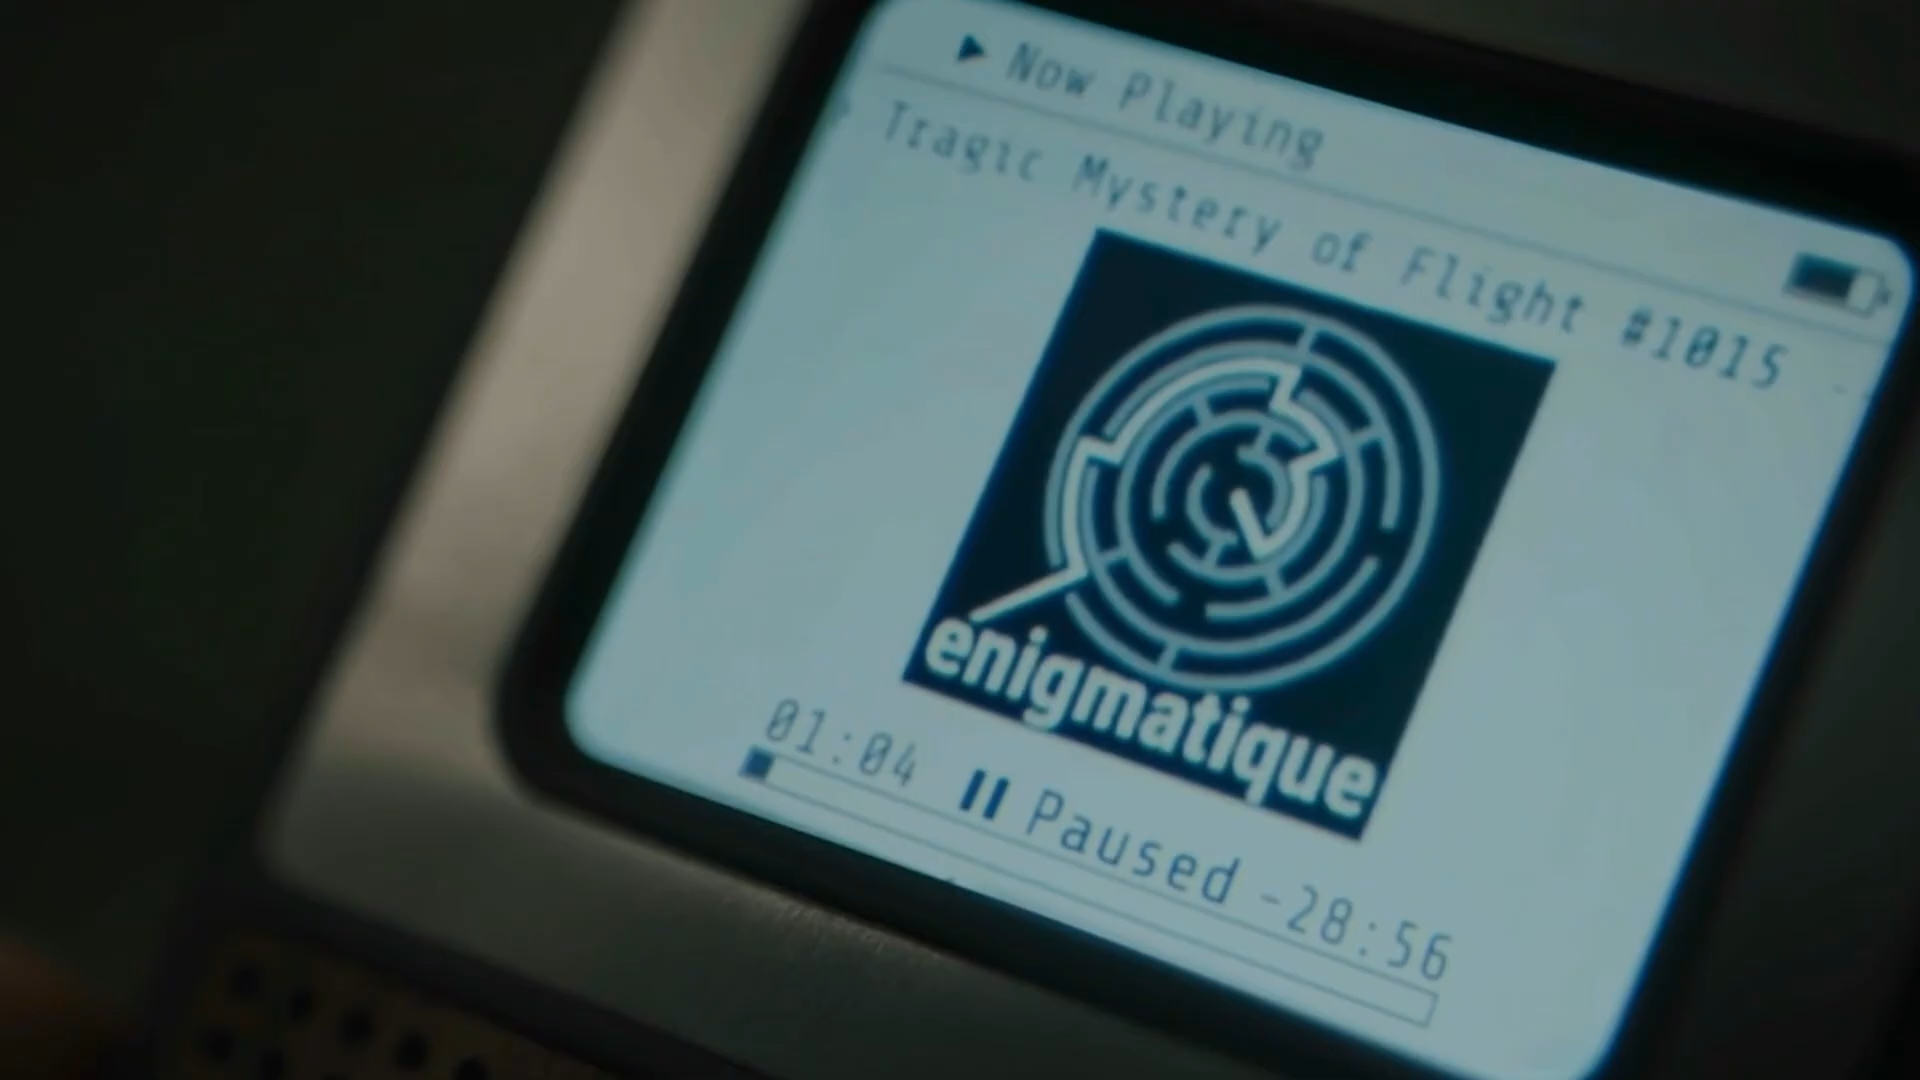 Now Playing
Tragic Mystery of Flight #1015 -
enigmatique
01:04
Paused
-28:56